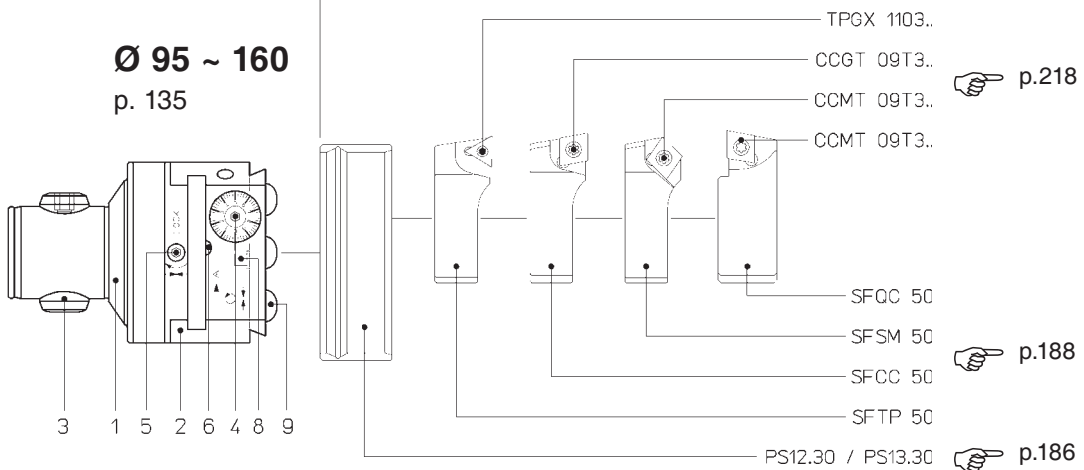 Ø 95 ~ 160
p. 135
TPGX 1103..
CCGT 09T3..
p.218
CCMT 09T3..
CCMT 09T3..
LOCK
A
SFQC 50
SFSM 50
p.188
SFCC 50
SFTP 50
3 1 5 2 6 4 8 9
PS12.30 / PS13.30
p.186